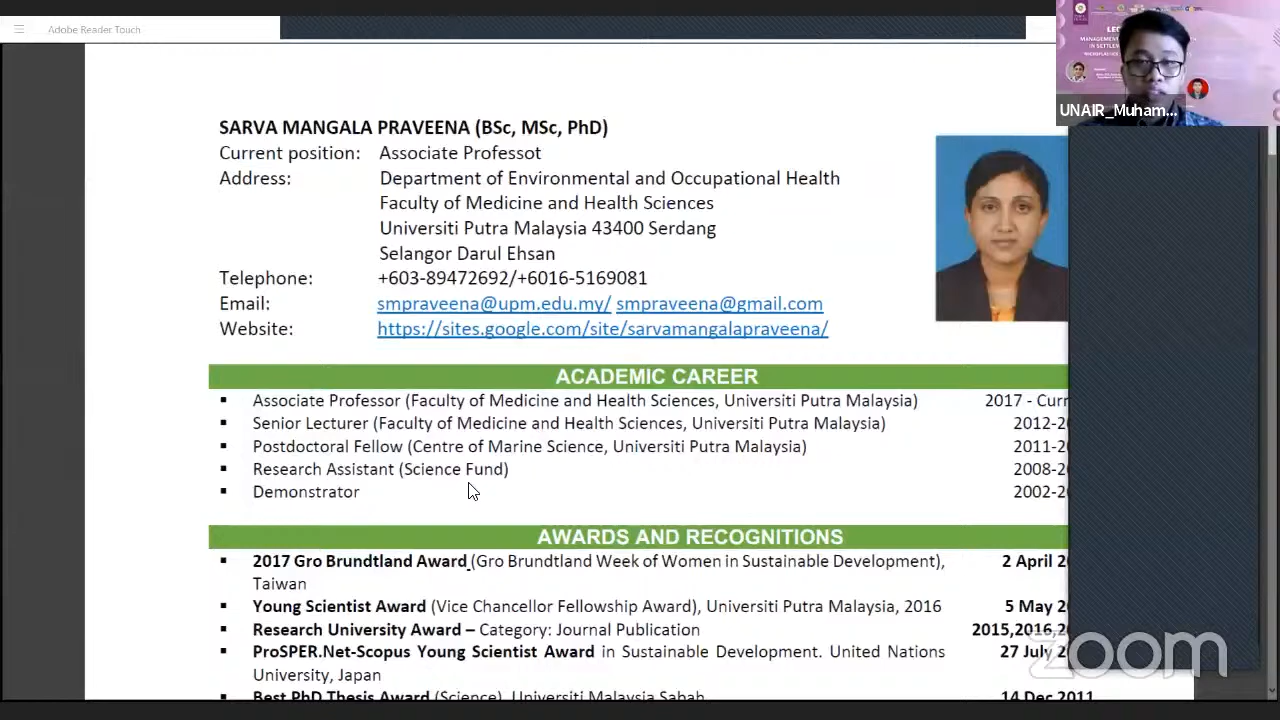 Adobe Reader Touch
UNAIR_Muham...
SARVA MANGALA PRAVEENA (BSc, MSc, PhD)
Current position: Associate Professot
Address: Department of Environmental and Occupational Health
Faculty of Medicine and Health Sciences
Universiti Putra Malaysia 43400 Serdang
Selangor Darul Ehsan
Telephone: +603-89472692/+6016-5169081
Email: smpraveena@upm.edu.my/ smpraveena@gmail.com
Website: https://sites.google.com/site/sarvamangalapraveena/
ACADEMIC CAREER
▪ Associate Professor (Faculty of Medicine and Health Sciences, Universiti Putra Malaysia) 2017 - Curr
▪ Senior Lecturer (Faculty of Medicine and Health Sciences, Universiti Putra Malaysia) 2012-2
▪ Postdoctoral Fellow (Centre of Marine Science, Universiti Putra Malaysia) 2011-2
▪ Research Assistant (Science Fund) 2008-2
▪ Demonstrator 2002-2
AWARDS AND RECOGNITIONS
▪ 2017 Gro Brundtland Award (Gro Brundtland Week of Women in Sustainable Development), 2 April 2
Taiwan
▪ Young Scientist Award (Vice Chancellor Fellowship Award), Universiti Putra Malaysia, 2016 5 May 2
▪ Research University Award – Category: Journal Publication 2015,2016,2
▪ ProSPER.Net-Scopus Young Scientist Award in Sustainable Development. United Nations 27 July 2
University, Japan
▪ Best PhD Thesis Award (Science), Universiti Malaysia Sabah 14 Dec 2011
zoom